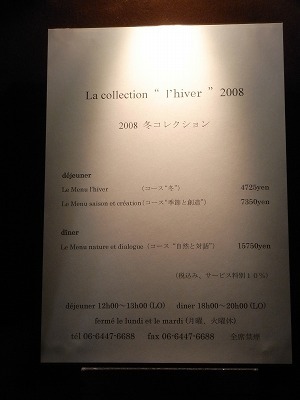 La collection “ l'hiver ” 2008
2008 冬コレクション
déjeuner
Le Menu l'hiver (コース“冬”) 4725yen
Le Menu saison et création (コース“季節と創造”) 7350yen
dîner
Le Menu nature et dialogue (コース “自然と対話”) 15750yen
(税込み、サービス料別１０％)
déjeuner 12h00～13h00 (LO) diner 18h00～20h00 (LO)
fermé le lundi et le mardi (月曜、火曜休)
tél 06-6447-6688 fax 06-6447-6688 全席禁煙